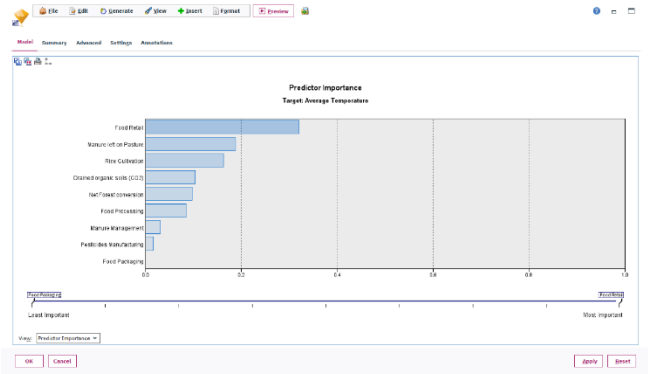 File Edit Generate View Insert Format Preview
Model Summary Advanced Settings Annotations
Predictor Importance
Target: Average Temperature
Food Retail
Manure left on Pasture
Rice Cultivation
Drained organic soils (CO2)
Net Forest conversion
Food Processing
Manure Management
Pesticides Manufacturing
Food Packaging
0.0 0.2 0.4 0.6 0.8 1.0
Food Packaging Food Retail
Least Important Most Important
View: Predictor Importance
OK Cancel Apply Reset